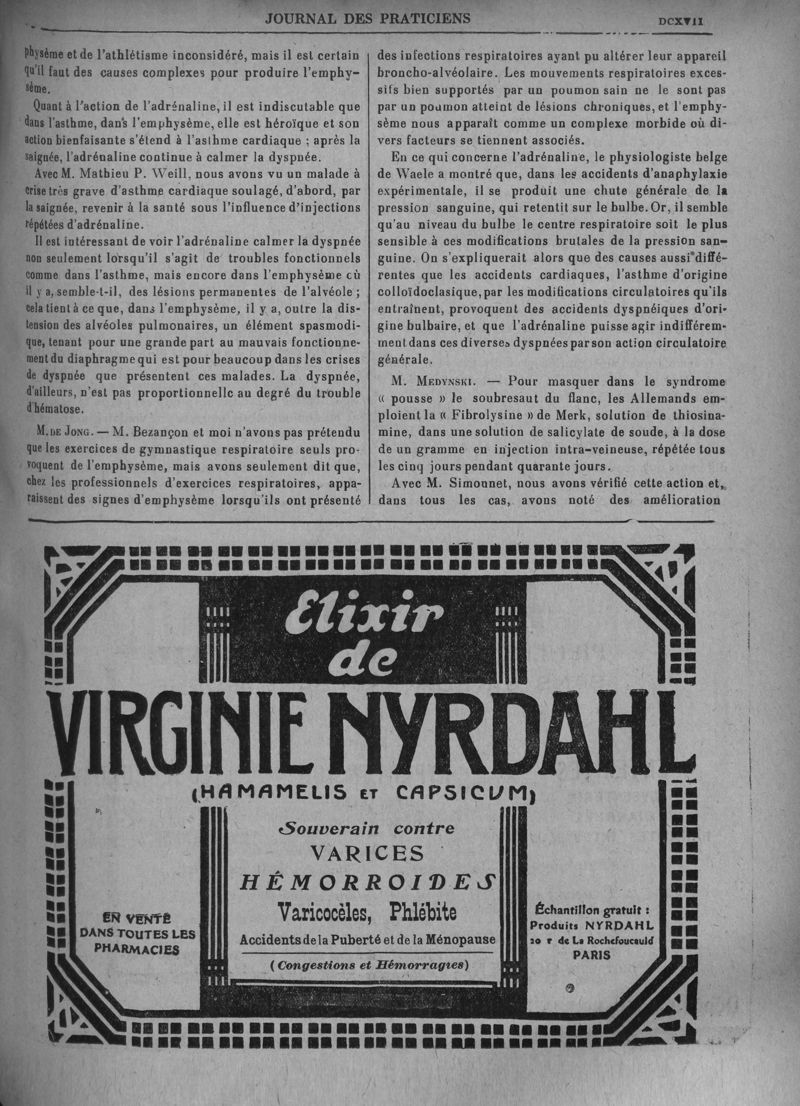 JOURNAL DES PRATICIENS
DCXVII
physème et de l'athlétisme inconsidéré, mais il est certain
qu'il faut des causes complexes pour produire l'emphy-
sème.
Quant à l'action de l'adrénaline, il est indiscutable que
dans l'asthme, dans l'emphysème, elle est héroïque et son
action bienfaisante s'étend à l'asthme cardiaque ; après la
saignée, l'adrénaline continue à calmer la dyspnée.
Avec M. Mathieu P. Weill, nous avons vu un malade à
crise très grave d'asthme cardiaque soulagé, d'abord, par
la saignée, revenir à la santé sous l'influence d'injections
répétées d'adrénaline.
Il est intéressant de voir l'adrénaline calmer la dyspnée
non seulement lorsqu'il s'agit de troubles fonctionnels
comme dans l'asthme, mais encore dans l'emphysème cù
il y a, semble-t-il, des lésions permanentes de l'alvéole ;
cela tient à ce que, dans l'emphysème, il y a, outre la dis-
tension des alvéoles pulmonaires, un élément spasmodi-
que, tenant pour une grande part au mauvais fonctionne-
ment du diaphragme qui est pour beaucoup dans les crises
de dyspnée que présentent ces malades. La dyspnée,
d'ailleurs, n'est pas proportionnelle au degré du trouble
d'hématose.
M. DE JONG. — M. Bezançon et moi n'avons pas prétendu
que les exercices de gymnastique respiratoire seuls pro-
voquent de l'emphysème, mais avons seulement dit que,
chez les professionnels d'exercices respiratoires, appa-
raissent des signes d'emphysème lorsqu'ils ont présenté
des infections respiratoires ayant pu altérer leur appareil
broncho-alvéolaire. Les mouvements respiratoires exces-
sifs bien supportés par un poumon sain ne le sont pas
par un poumon atteint de lésions chroniques, et l'emphy-
sème nous apparaît comme un complexe morbide où di-
vers facteurs se tiennent associés.
En ce qui concerne l'adrénaline, le physiologiste belge
de Waele a montré que, dans les accidents d'anaphylaxie
expérimentale, il se produit une chute générale de la
pression sanguine, qui retentit sur le bulbe. Or, il semble
qu'au niveau du bulbe le centre respiratoire soit le plus
sensible à ces modifications brutales de la pression san-
guine. On s'expliquerait alors que des causes aussi diffé-
rentes que les accidents cardiaques, l'asthme d'origine
colloïdoclasique, par les modifications circulatoires qu'ils
entraînent, provoquent des accidents dyspnéiques d'ori-
gine bulbaire, et que l'adrénaline puisse agir indifférem-
ment dans ces diverses dyspnées par son action circulatoire
générale.
M. MEDYNSKI. — Pour masquer dans le syndrome
« pousse » le soubresaut du flanc, les Allemands em-
ploient la « Fibrolysine » de Merk, solution de thiosina-
mine, dans une solution de salicylate de soude, à la dose
de un gramme en injection intra-veineuse, répétée tous
les cinq jours pendant quarante jours.
Avec M. Simonnet, nous avons vérifié cette action et,
dans tous les cas, avons noté des amélioration
Elixir
de
VIRGINIE NYRDAHL
(HAMAMELIS ET CAPSICUM)
Souverain contre
VARICES
HÉMORROIDES
Varicocèles, Phlébite
Accidents de la Puberté et de la Ménopause
(Congestions et Hémorragies)
EN VENTE
DANS TOUTES LES
PHARMACIES
Échantillon gratuit :
Produits NYRDAHL
20 r de La Rochefoucauld
PARIS